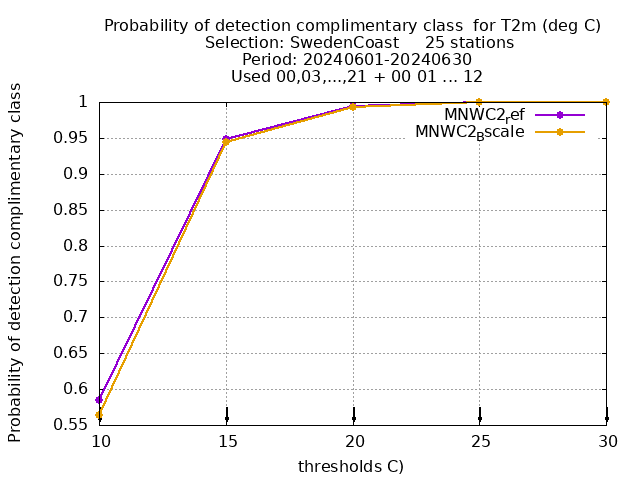 Probability of detection complimentary class  for T2m (deg C)
Selection: SwedenCoast     25 stations
Period: 20240601-20240630
Used 00,03,...,21 + 00 01 ... 12
Probability of detection complimentary class
1
0.95
0.9
0.85
0.8
0.75
0.7
0.65
0.6
0.55
MNWC2ref
MNWC2Bscale
10 15 20 25 30
thresholds C)